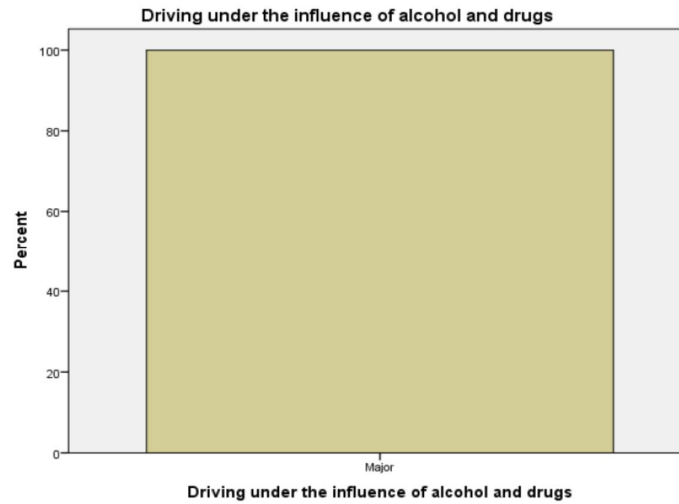 Driving under the influence of alcohol and drugs
100
80
60
40
20
0
Percent
Major
Driving under the influence of alcohol and drugs